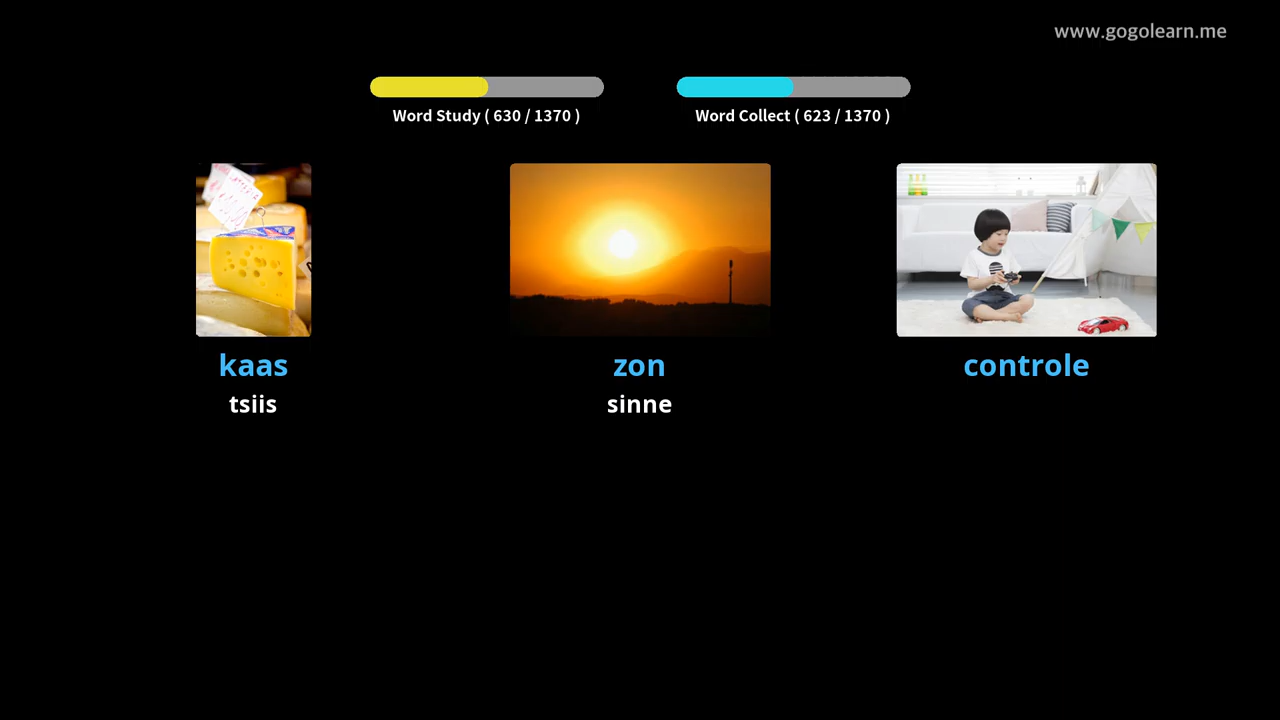 www.gogolearn.me
Word Study ( 630 / 1370 )
Word Collect ( 623 / 1370 )
kaas
zon
controle
tsiis
sinne